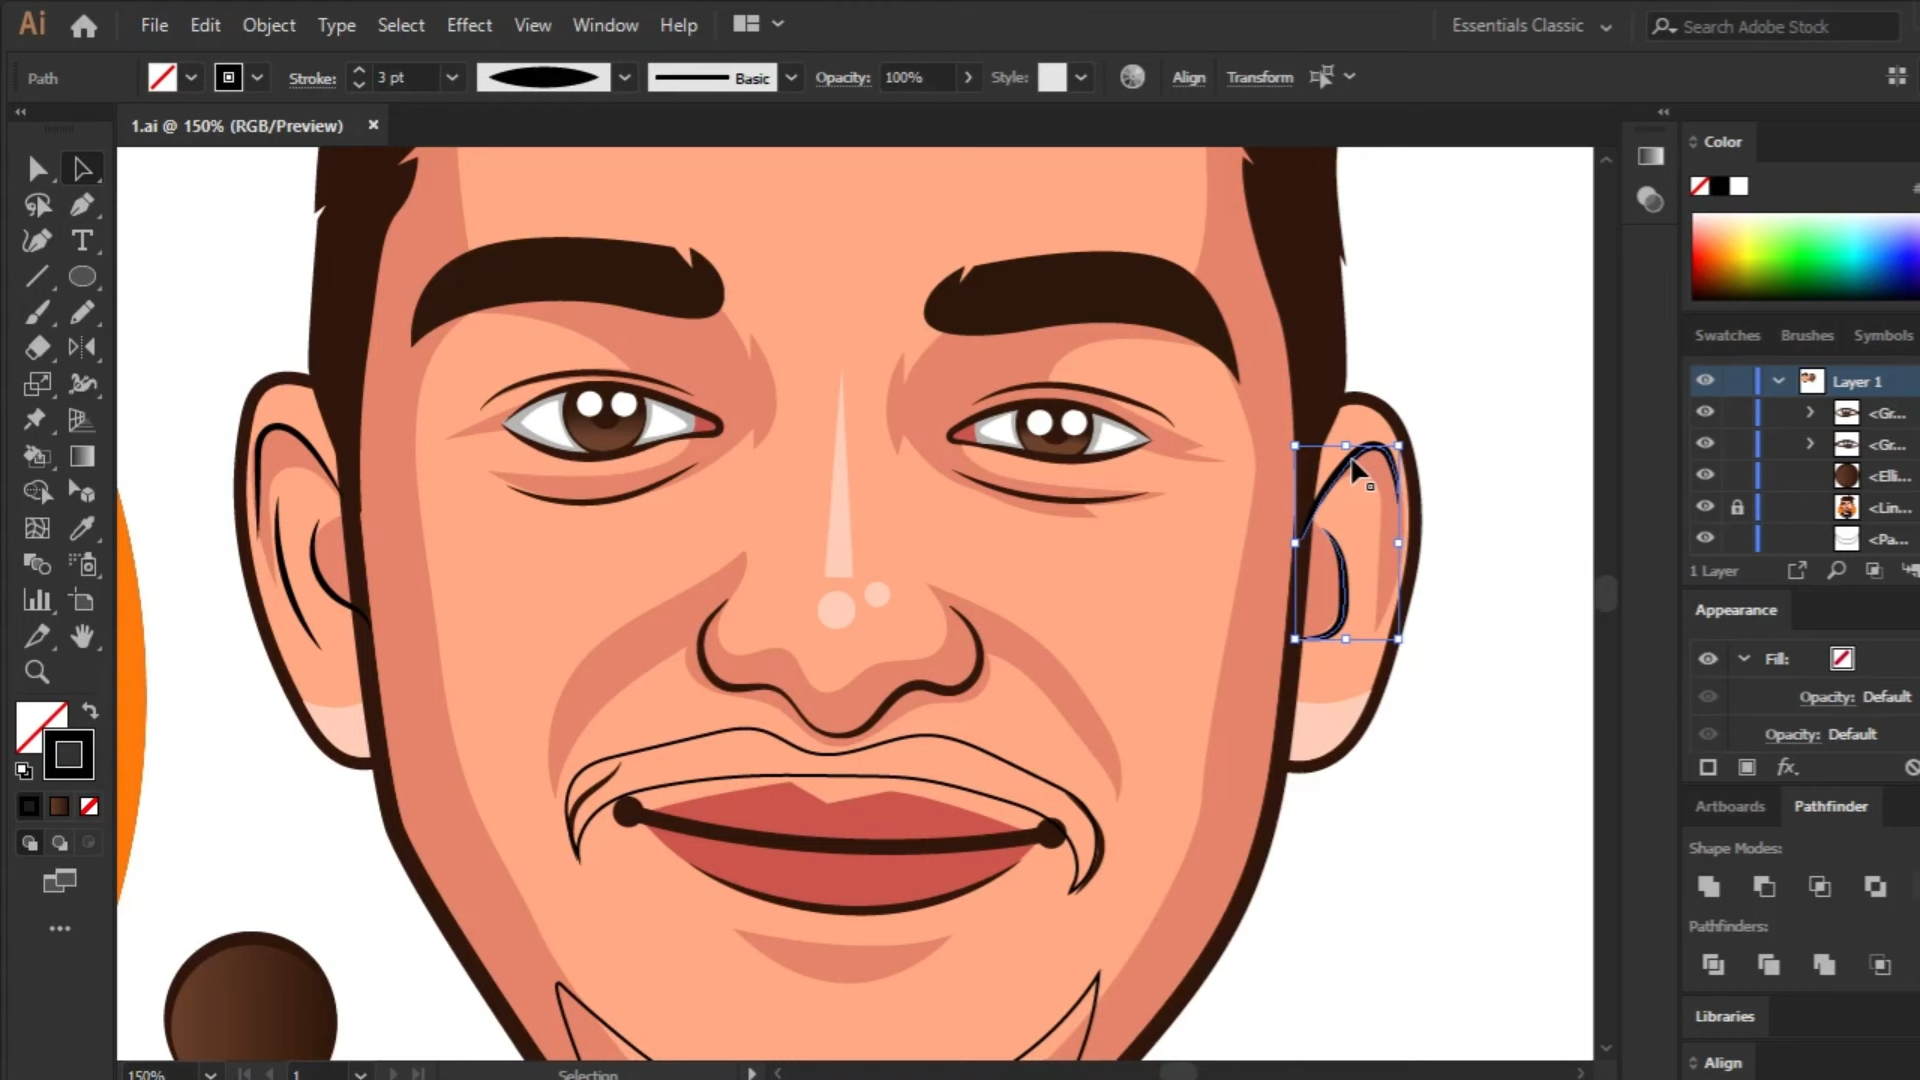 Ai File Edit Object Type Select Effect View Window Help Essentials Classic Search Adobe Stock
Path Stroke: 3 pt Basic Opacity: 100% Style: Align Transform
1.ai @ 150% (RGB/Preview) ×
Color
Swatches Brushes Symbols
Layer 1
<Gr...
<Gr...
<Elli...
<Lin...
<Pa...
1 Layer
Appearance
Fill:
Opacity: Default
Opacity: Default
fx.
Artboards Pathfinder
Shape Modes:
Pathfinders:
Libraries
Align
150% 1 Selection